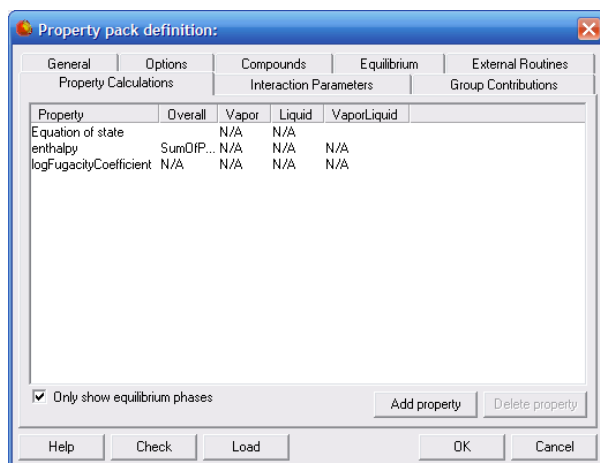 Property pack definition:
General Options Compounds Equilibrium External Routines
Property Calculations Interaction Parameters Group Contributions
Property Overall Vapor Liquid VaporLiquid
Equation of state N/A N/A
enthalpy SumOfP... N/A N/A N/A
logFugacityCoefficient N/A N/A N/A N/A
Only show equilibrium phases
Add property Delete property
Help Check Load OK Cancel